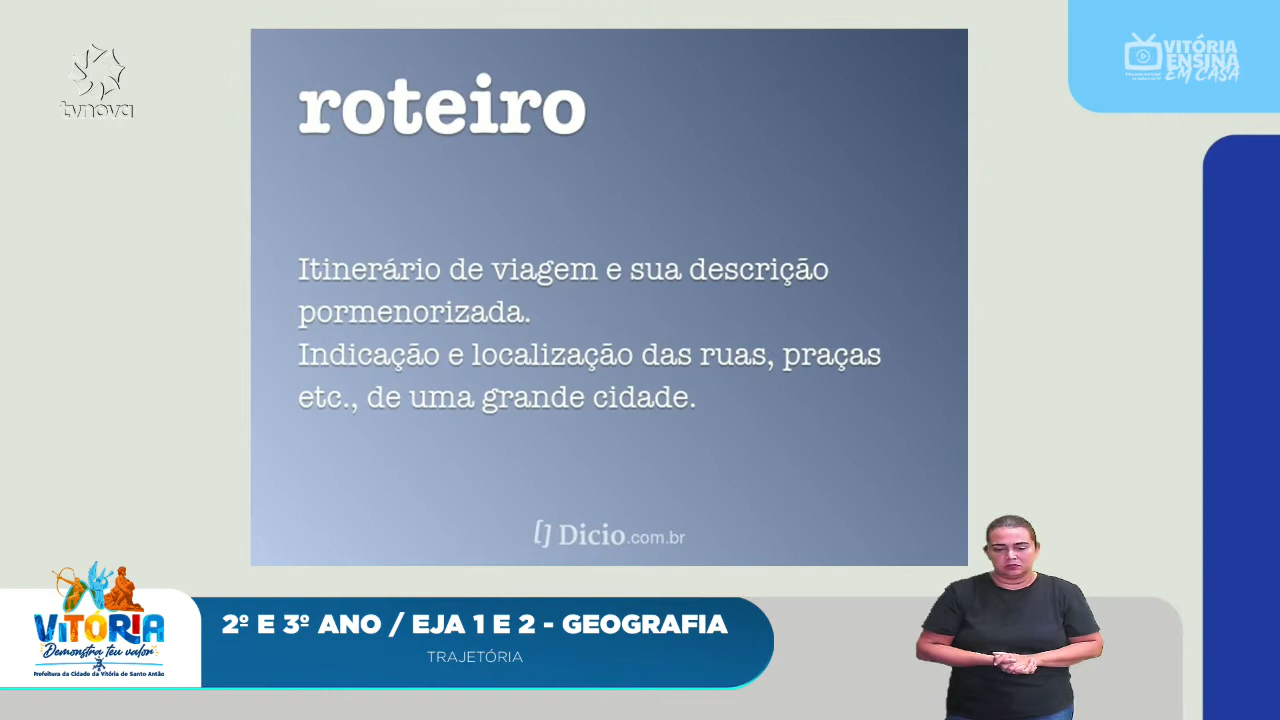 tvnova
VITÓRIA
ENSINA
EM CASA
roteiro
Itinerário de viagem e sua descrição
pormenorizada.
Indicação e localização das ruas, praças
etc., de uma grande cidade.
Dicio.com.br
VITÓRIA
Demonstra teu valor
Prefeitura da Cidade da Vitória de Santo Antão
2º E 3º ANO / EJA 1 E 2 - GEOGRAFIA
TRAJETÓRIA